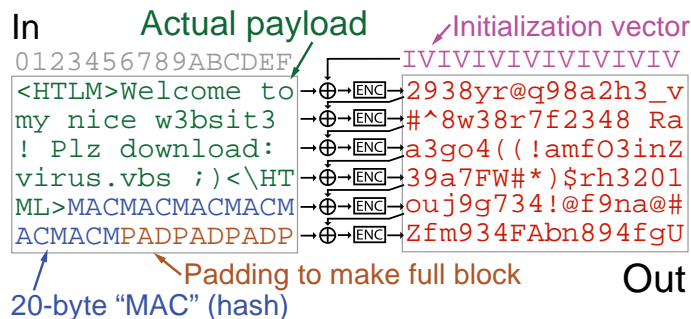 In
Actual payload
Initialization vector
0123456789ABCDEF IVIVIVIVIVIVIVIV
<HTLM>Welcome to ENC 2938yr@q98a2h3_v
my nice w3bsit3 ENC #^8w38r7f2348 Ra
! Plz download: ENC a3go4((!amfO3inZ
virus.vbs ;)<\HT ENC 39a7FW#*)$rh3201
ML>MACMACMACMACM ENC ouj9g734!@f9na@#
ACMACMPADPADPADP ENC Zfm934FAbn894fgU
Padding to make full block
Out
20-byte “MAC” (hash)